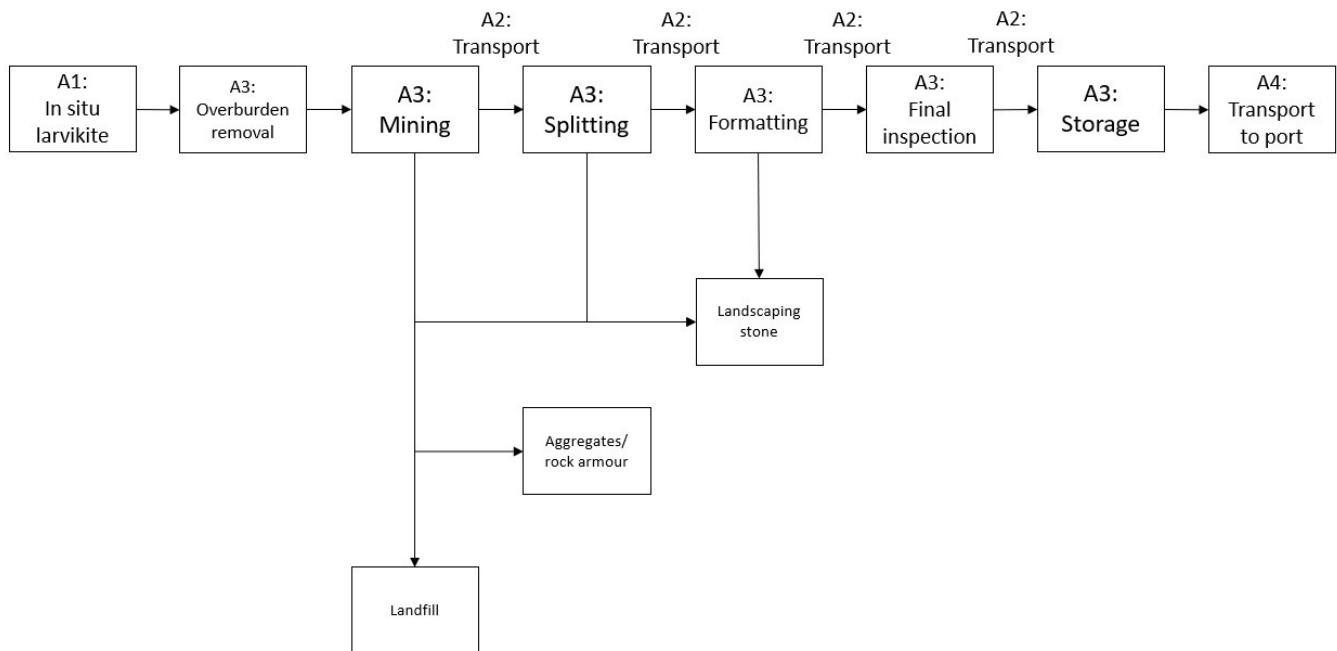 A2:
Transport
A2:
Transport
A2:
Transport
A2:
Transport
A1:
In situ
larvikite
A3:
Overburden
removal
A3:
Mining
A3:
Splitting
A3:
Formatting
A3:
Final
inspection
A3:
Storage
A4:
Transport
to port
Landscaping
stone
Aggregates/
rock armour
Landfill